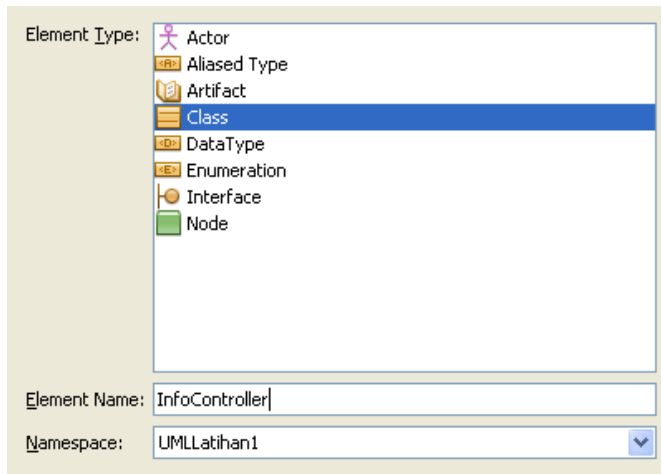 Element Type:
Actor
Aliased Type
Artifact
Class
DataType
Enumeration
Interface
Node
Element Name: InfoController
Namespace: UMLLatihan1